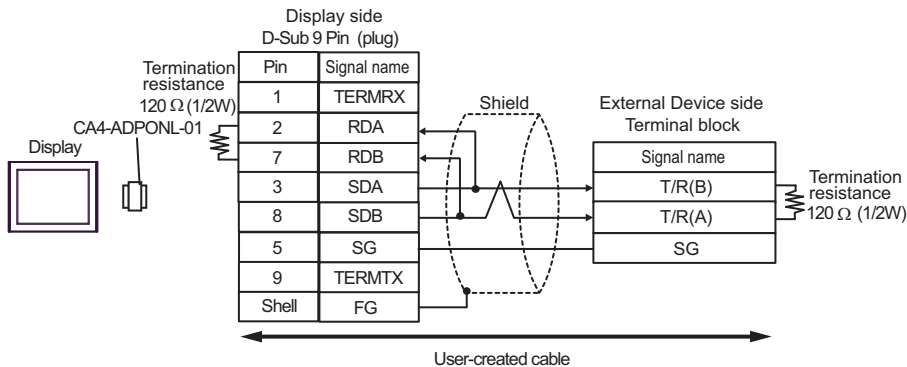 Display side
D-Sub 9 Pin (plug)
Termination
resistance
120 Ω (1/2W)
CA4-ADPONL-01
Display
Pin Signal name
1 TERMRX
2 RDA
7 RDB
3 SDA
8 SDB
5 SG
9 TERMTX
Shell FG
Shield
External Device side
Terminal block
Signal name
T/R(B)
T/R(A)
SG
Termination
resistance
120 Ω (1/2W)
User-created cable